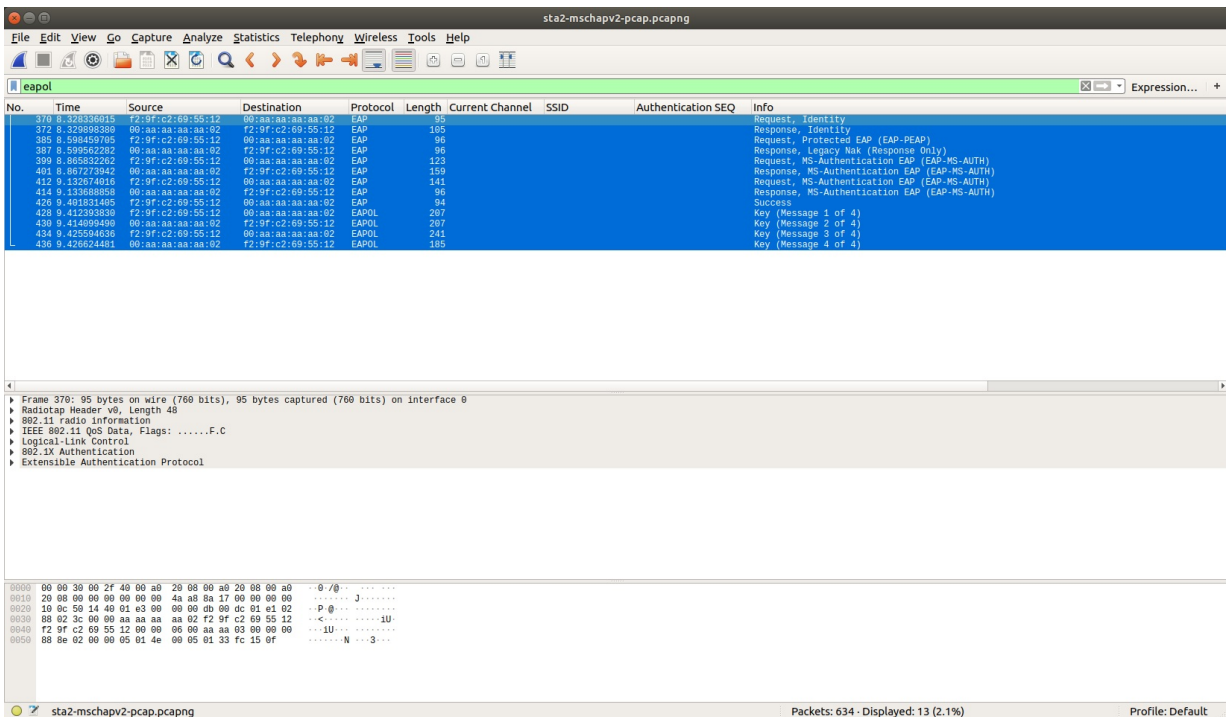 sta2-mschapv2-pcap.pcapng
File Edit View Go Capture Analyze Statistics Telephony Wireless Tools Help
eapol Expression... +
No. Time Source Destination Protocol Length Current Channel SSID Authentication SEQ Info
370 8.328336015 f2:9f:c2:69:55:12 00:aa:aa:aa:aa:02 EAP 95 Request, Identity
372 8.329898380 00:aa:aa:aa:aa:02 f2:9f:c2:69:55:12 EAP 105 Response, Identity
385 8.598459705 f2:9f:c2:69:55:12 00:aa:aa:aa:aa:02 EAP 96 Request, Protected EAP (EAP-PEAP)
387 8.599562282 00:aa:aa:aa:aa:02 f2:9f:c2:69:55:12 EAP 96 Response, Legacy Nak (Response Only)
399 8.865832262 f2:9f:c2:69:55:12 00:aa:aa:aa:aa:02 EAP 123 Request, MS-Authentication EAP (EAP-MS-AUTH)
401 8.867273942 00:aa:aa:aa:aa:02 f2:9f:c2:69:55:12 EAP 159 Response, MS-Authentication EAP (EAP-MS-AUTH)
412 9.132674016 f2:9f:c2:69:55:12 00:aa:aa:aa:aa:02 EAP 141 Request, MS-Authentication EAP (EAP-MS-AUTH)
414 9.133688858 00:aa:aa:aa:aa:02 f2:9f:c2:69:55:12 EAP 96 Response, MS-Authentication EAP (EAP-MS-AUTH)
426 9.401831405 f2:9f:c2:69:55:12 00:aa:aa:aa:aa:02 EAP 94 Success
428 9.412393830 f2:9f:c2:69:55:12 00:aa:aa:aa:aa:02 EAPOL 207 Key (Message 1 of 4)
430 9.414099490 00:aa:aa:aa:aa:02 f2:9f:c2:69:55:12 EAPOL 207 Key (Message 2 of 4)
434 9.425594636 f2:9f:c2:69:55:12 00:aa:aa:aa:aa:02 EAPOL 241 Key (Message 3 of 4)
436 9.426624481 00:aa:aa:aa:aa:02 f2:9f:c2:69:55:12 EAPOL 185 Key (Message 4 of 4)
Frame 370: 95 bytes on wire (760 bits), 95 bytes captured (760 bits) on interface 0
Radiotap Header v0, Length 48
802.11 radio information
IEEE 802.11 QoS Data, Flags: ......F.C
Logical-Link Control
802.1X Authentication
Extensible Authentication Protocol
0000 00 00 30 00 2f 40 00 a0 20 08 00 a0 20 08 00 a0 ··0·/@·· ··· ···
0010 20 08 00 00 00 00 00 00 4a a8 8a 17 00 00 00 00 ······· J·······
0020 10 0c 50 14 40 01 e3 00 00 00 db 00 dc 01 e1 02 ··P·@··· ········
0030 88 02 3c 00 00 aa aa aa aa 02 f2 9f c2 69 55 12 ··<····· ·····iU·
0040 f2 9f c2 69 55 12 00 00 06 00 aa aa 03 00 00 00 ···iU··· ········
0050 88 8e 02 00 00 05 01 4e 00 05 01 33 fc 15 0f ·······N ···3···
sta2-mschapv2-pcap.pcapng Packets: 634 · Displayed: 13 (2.1%) Profile: Default